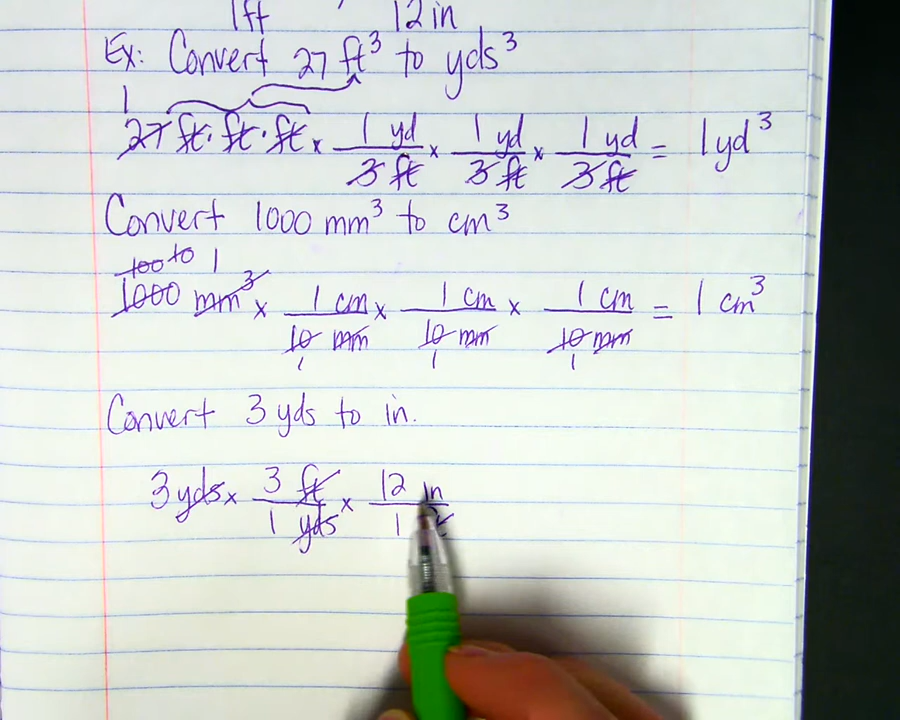 1ft , 12 in
Ex: Convert 27 ft³ to yds³
1
27 ft · ft · ft × 1 yd / 3 ft × 1 yd / 3 ft × 1 yd / 3 ft = 1 yd³
Convert 1000 mm³ to cm³
100 10 1
1000 mm³ × 1 cm / 10 mm × 1 cm / 10 mm × 1 cm / 10 mm = 1 cm³
1 1 1
Convert 3 yds to in.
3 yds × 3 ft / 1 yds × 12 in / 1